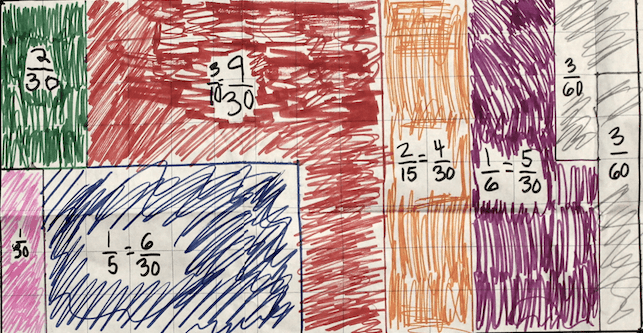 2/30
3/10 9/30
2/15 = 4/30
1/6 = 5/30
3/60
3/60
1/30
1/5 = 6/30